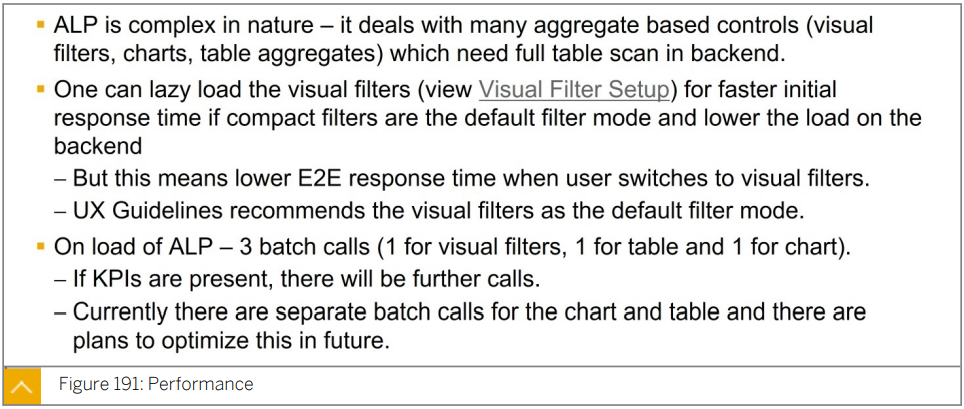 ▪ ALP is complex in nature – it deals with many aggregate based controls (visual
filters, charts, table aggregates) which need full table scan in backend.
▪ One can lazy load the visual filters (view Visual Filter Setup) for faster initial
response time if compact filters are the default filter mode and lower the load on the
backend
– But this means lower E2E response time when user switches to visual filters.
– UX Guidelines recommends the visual filters as the default filter mode.
▪ On load of ALP – 3 batch calls (1 for visual filters, 1 for table and 1 for chart).
– If KPIs are present, there will be further calls.
– Currently there are separate batch calls for the chart and table and there are
plans to optimize this in future.
Figure 191: Performance